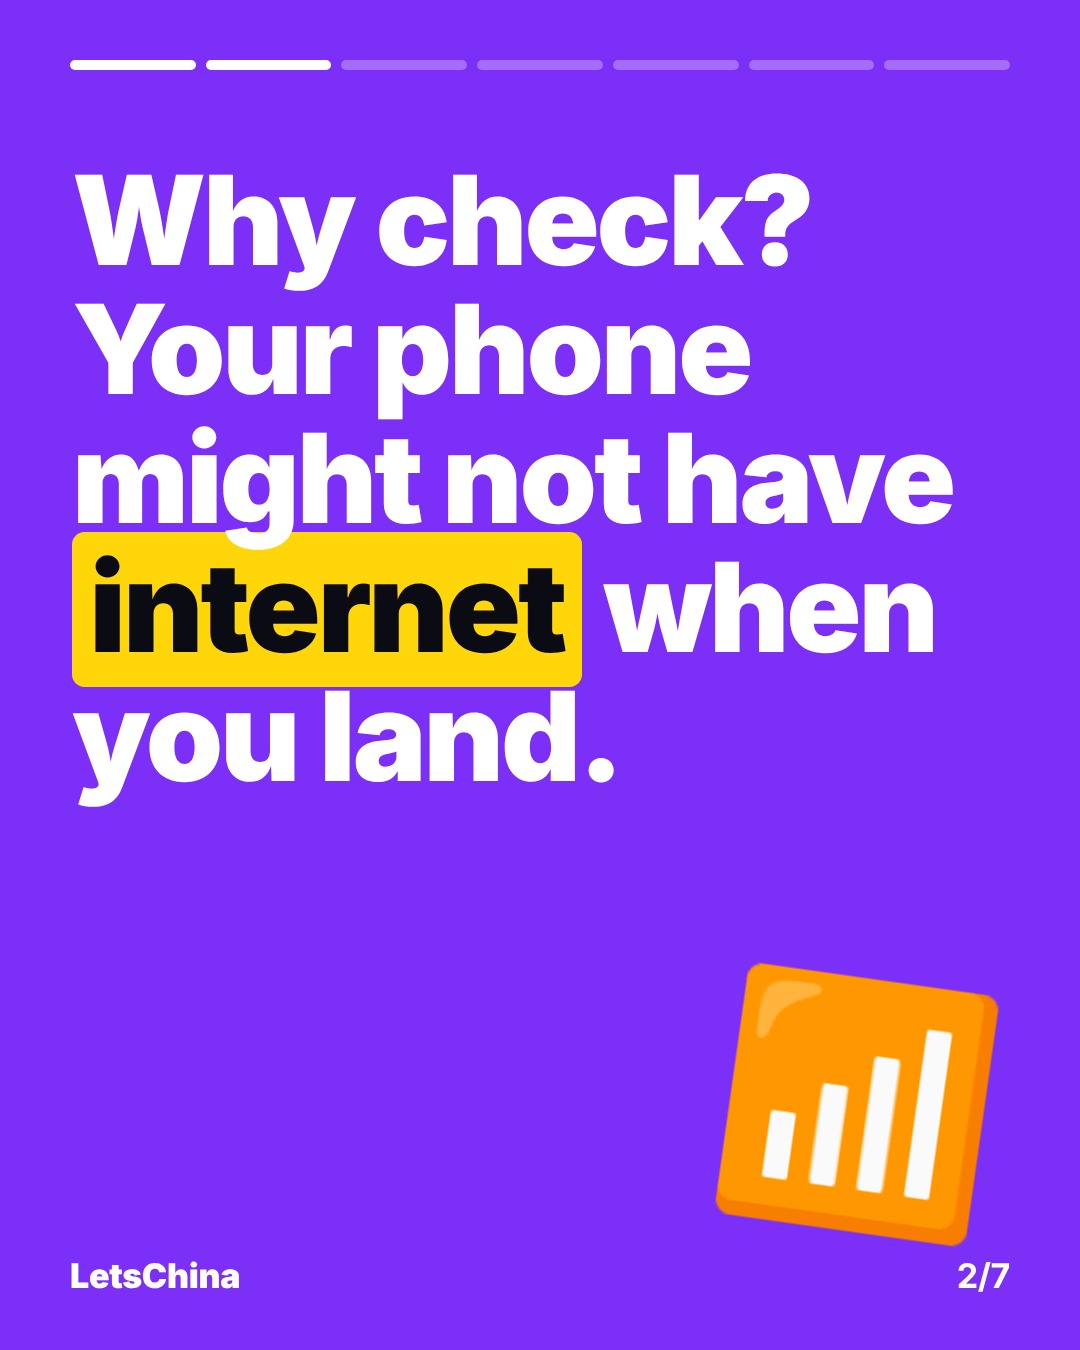 Why check?
Your phone
might not have
internet when
you land.
LetsChina
2/7